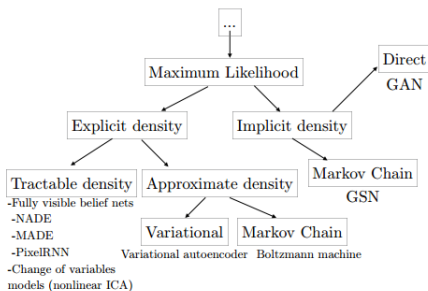 ...
Maximum Likelihood
Direct
GAN
Explicit density
Implicit density
Tractable density
-Fully visible belief nets
-NADE
-MADE
-PixelRNN
-Change of variables
models (nonlinear ICA)
Approximate density
Markov Chain
GSN
Variational
Variational autoencoder
Markov Chain
Boltzmann machine